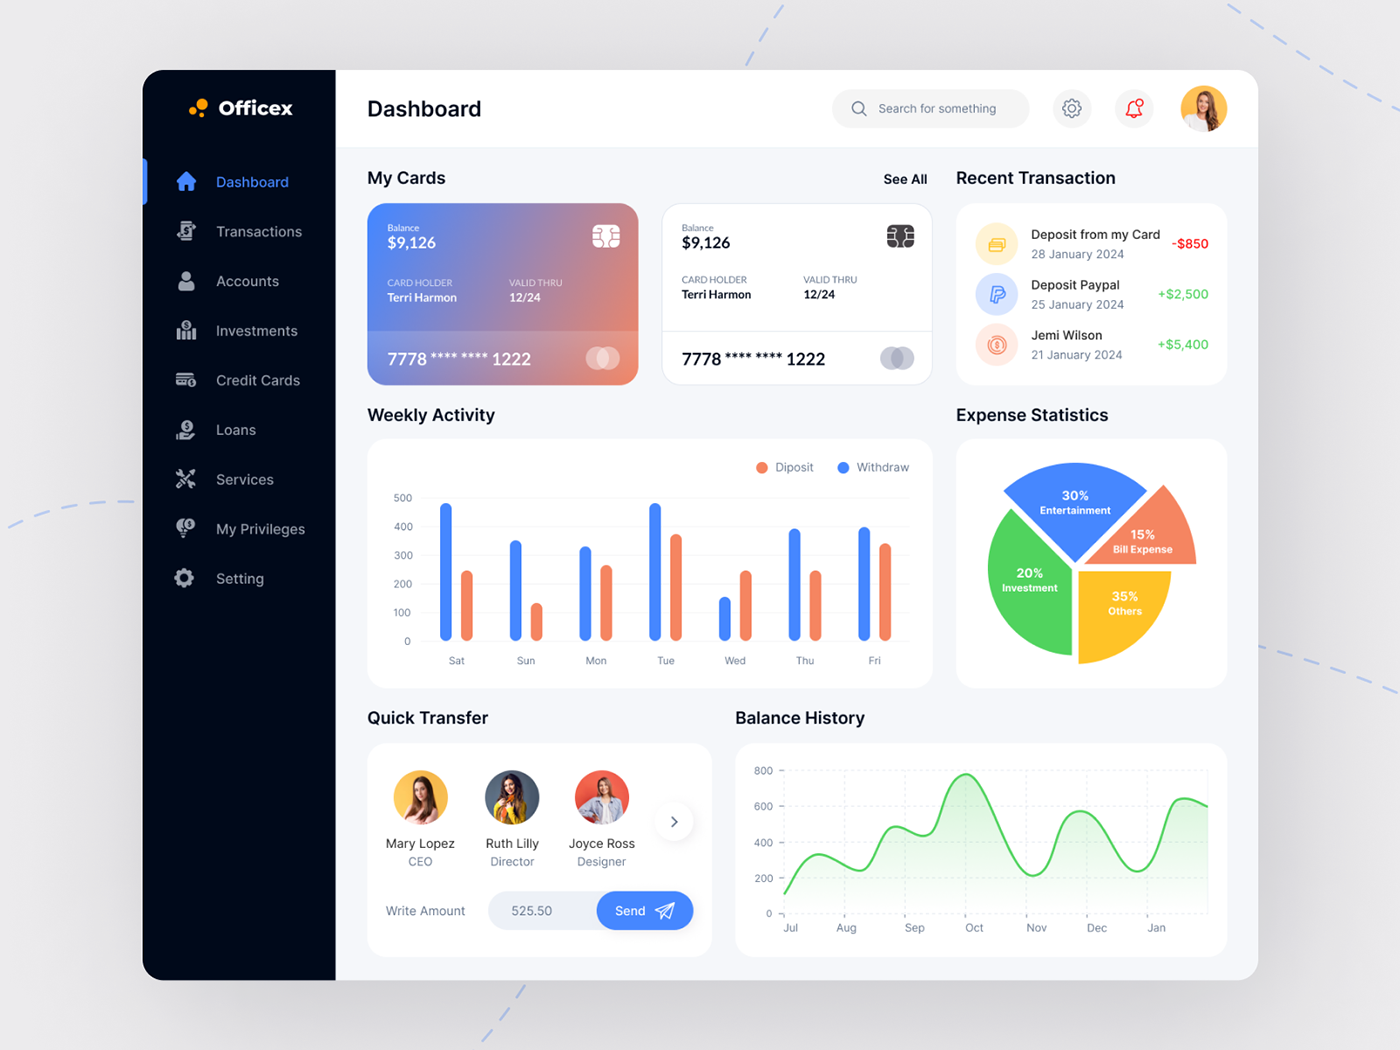 Officex
Dashboard
Transactions
Accounts
Investments
Credit Cards
Loans
Services
My Privileges
Setting
Dashboard
Search for something
My Cards
See All
Balance
$9,126
CARD HOLDER
VALID THRU
Terri Harmon
12/24
7778 **** **** 1222
Balance
$9,126
CARD HOLDER
VALID THRU
Terri Harmon
12/24
7778 **** **** 1222
Recent Transaction
Deposit from my Card
28 January 2024
-$850
Deposit Paypal
25 January 2024
+$2,500
Jemi Wilson
21 January 2024
+$5,400
Weekly Activity
Diposit
Withdraw
500
400
300
200
100
0
Sat
Sun
Mon
Tue
Wed
Thu
Fri
Expense Statistics
30%
Entertainment
15%
Bill Expense
20%
Investment
35%
Others
Quick Transfer
Mary Lopez
CEO
Ruth Lilly
Director
Joyce Ross
Designer
Write Amount
525.50
Send
Balance History
800
600
400
200
0
Jul
Aug
Sep
Oct
Nov
Dec
Jan